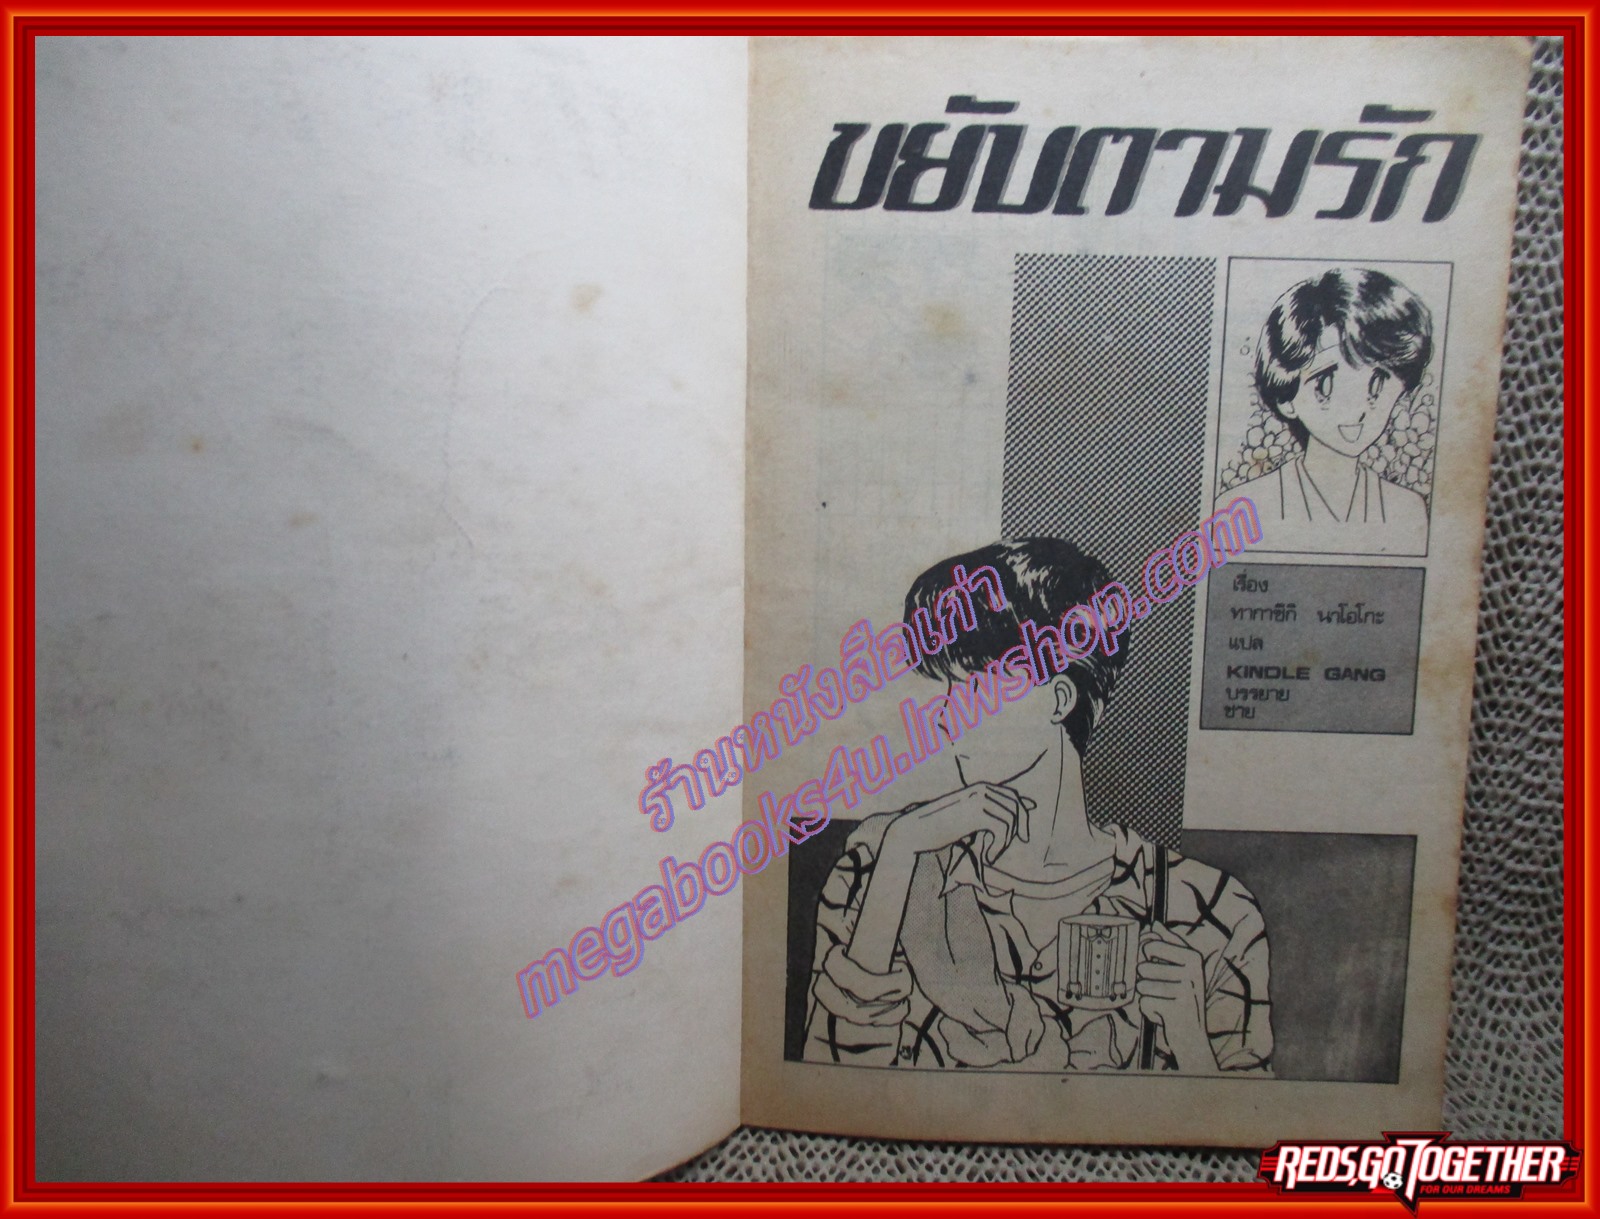 ขยับตามรัก
เรื่อง
ทากาชิกิ นาโอโกะ
แปล
KINDLE GANG
บรรยาย
ชาย
ร้านหนังสือเก่า
megabooks4u.lnwshop.com
REDS,GO TOGETHER
FOR OUR DREAMS